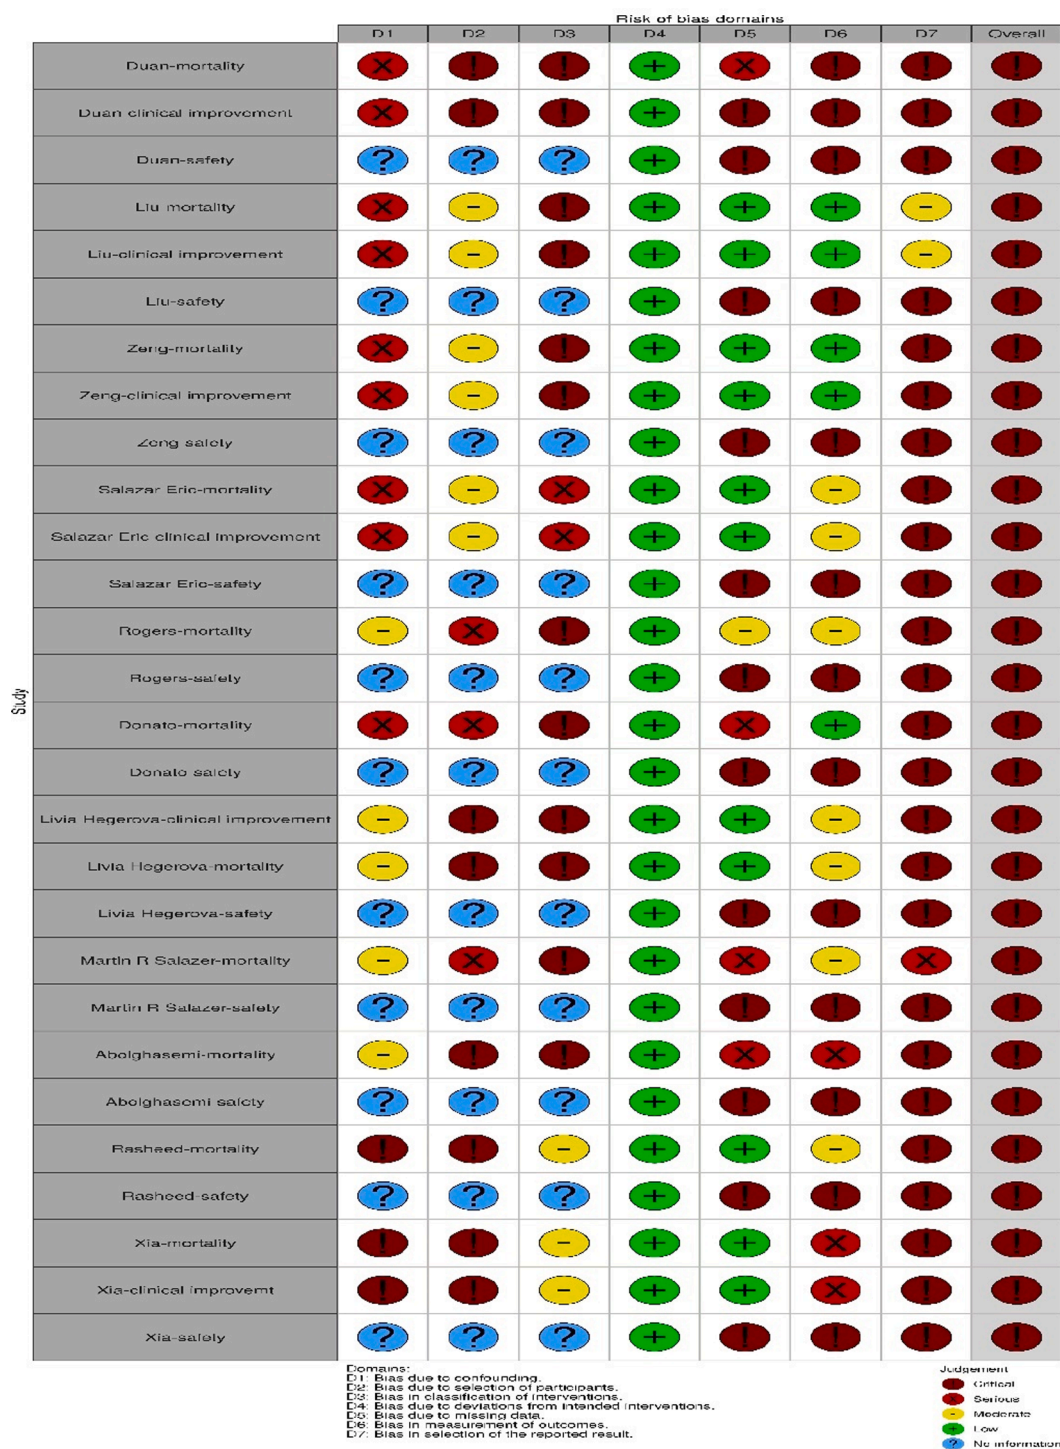 Risk of bias domains
D1 D2 D3 D4 D5 D6 D7 Overall
Study
Duan-mortality
Duan clinical improvement
Duan-safety
Liu mortality
Liu-clinical improvement
Liu-safety
Zeng-mortality
Zeng-clinical improvement
Zeng safety
Salazar Eric-mortality
Salazar Eric clinical improvement
Salazar Eric-safety
Rogers-mortality
Rogers-safety
Donato-mortality
Donato safety
Livia Hegerova-clinical improvement
Livia Hegerova-mortality
Livia Hegerova-safety
Martin R Salazer-mortality
Martin R Salazer-safety
Abolghasemi-mortality
Abolghasemi safety
Rasheed-mortality
Rasheed-safety
Xia-mortality
Xia-clinical improvemt
Xia-safety
Domains:
D1: Bias due to confounding.
D2: Bias due to selection of participants.
D3: Bias in classification of interventions.
D4: Bias due to deviations from intended interventions.
D5: Bias due to missing data.
D6: Bias in measurement of outcomes.
D7: Bias in selection of the reported result.
Judgement
Critical
Serious
Moderate
Low
No information